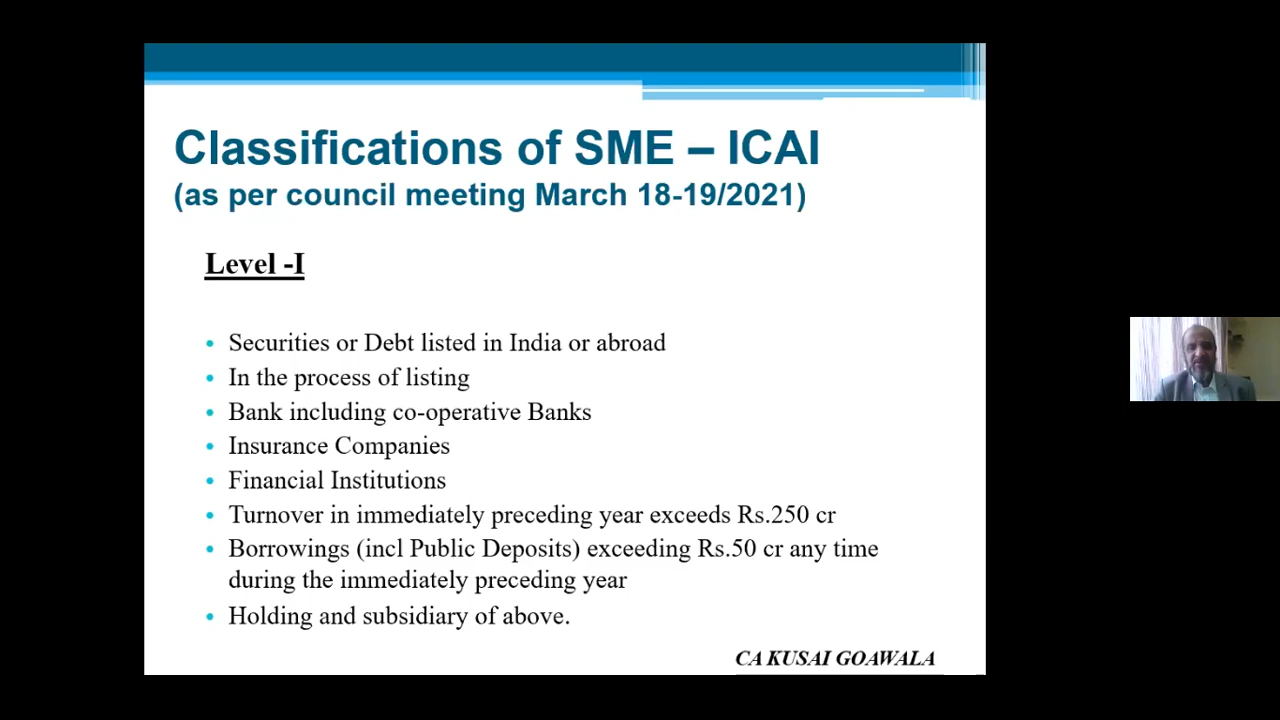 Classifications of SME – ICAI
(as per council meeting March 18-19/2021)
Level -I
• Securities or Debt listed in India or abroad
• In the process of listing
• Bank including co-operative Banks
• Insurance Companies
• Financial Institutions
• Turnover in immediately preceding year exceeds Rs.250 cr
• Borrowings (incl Public Deposits) exceeding Rs.50 cr any time
during the immediately preceding year
• Holding and subsidiary of above.
CA KUSAI GOAWALA